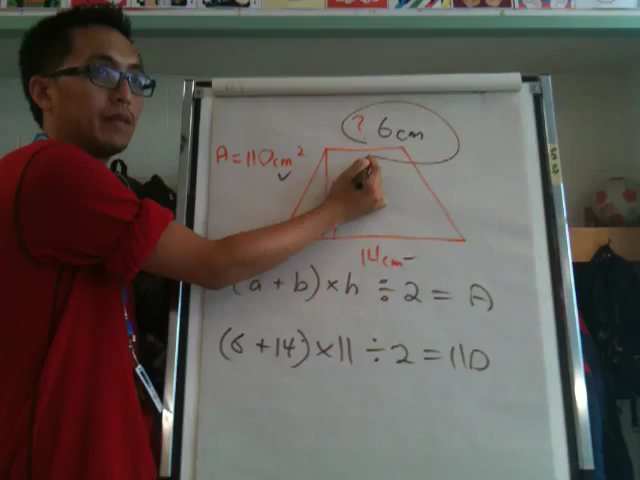 ? 6cm
A = 110cm²
14cm
(a + b) × h ÷ 2 = A
(6 + 14) × 11 ÷ 2 = 110